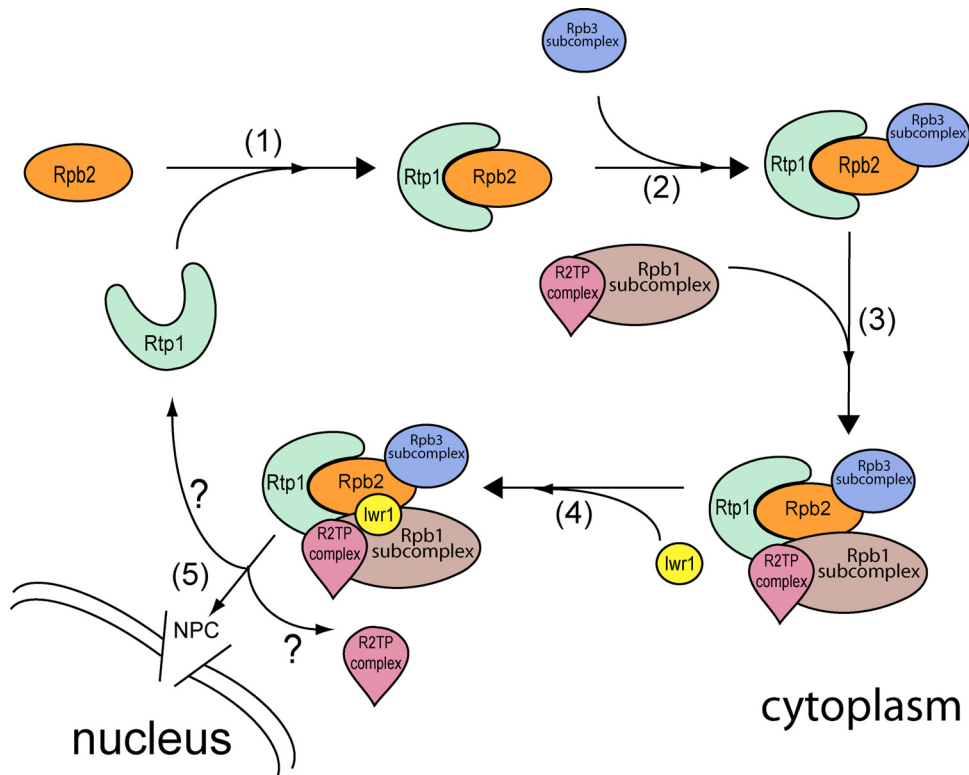 Rpb3
subcomplex
(1)
Rpb2
Rtp1
Rpb2
(2)
Rtp1
Rpb2
Rpb3
subcomplex
R2TP
complex
Rpb1
subcomplex
(3)
Rtp1
Rtp1
Rpb2
Rpb3
subcomplex
Iwr1
R2TP
complex
Rpb1
subcomplex
(4)
Iwr1
Rtp1
Rpb2
Rpb3
subcomplex
R2TP
complex
Rpb1
subcomplex
?
(5)
NPC
?
R2TP
complex
nucleus
cytoplasm